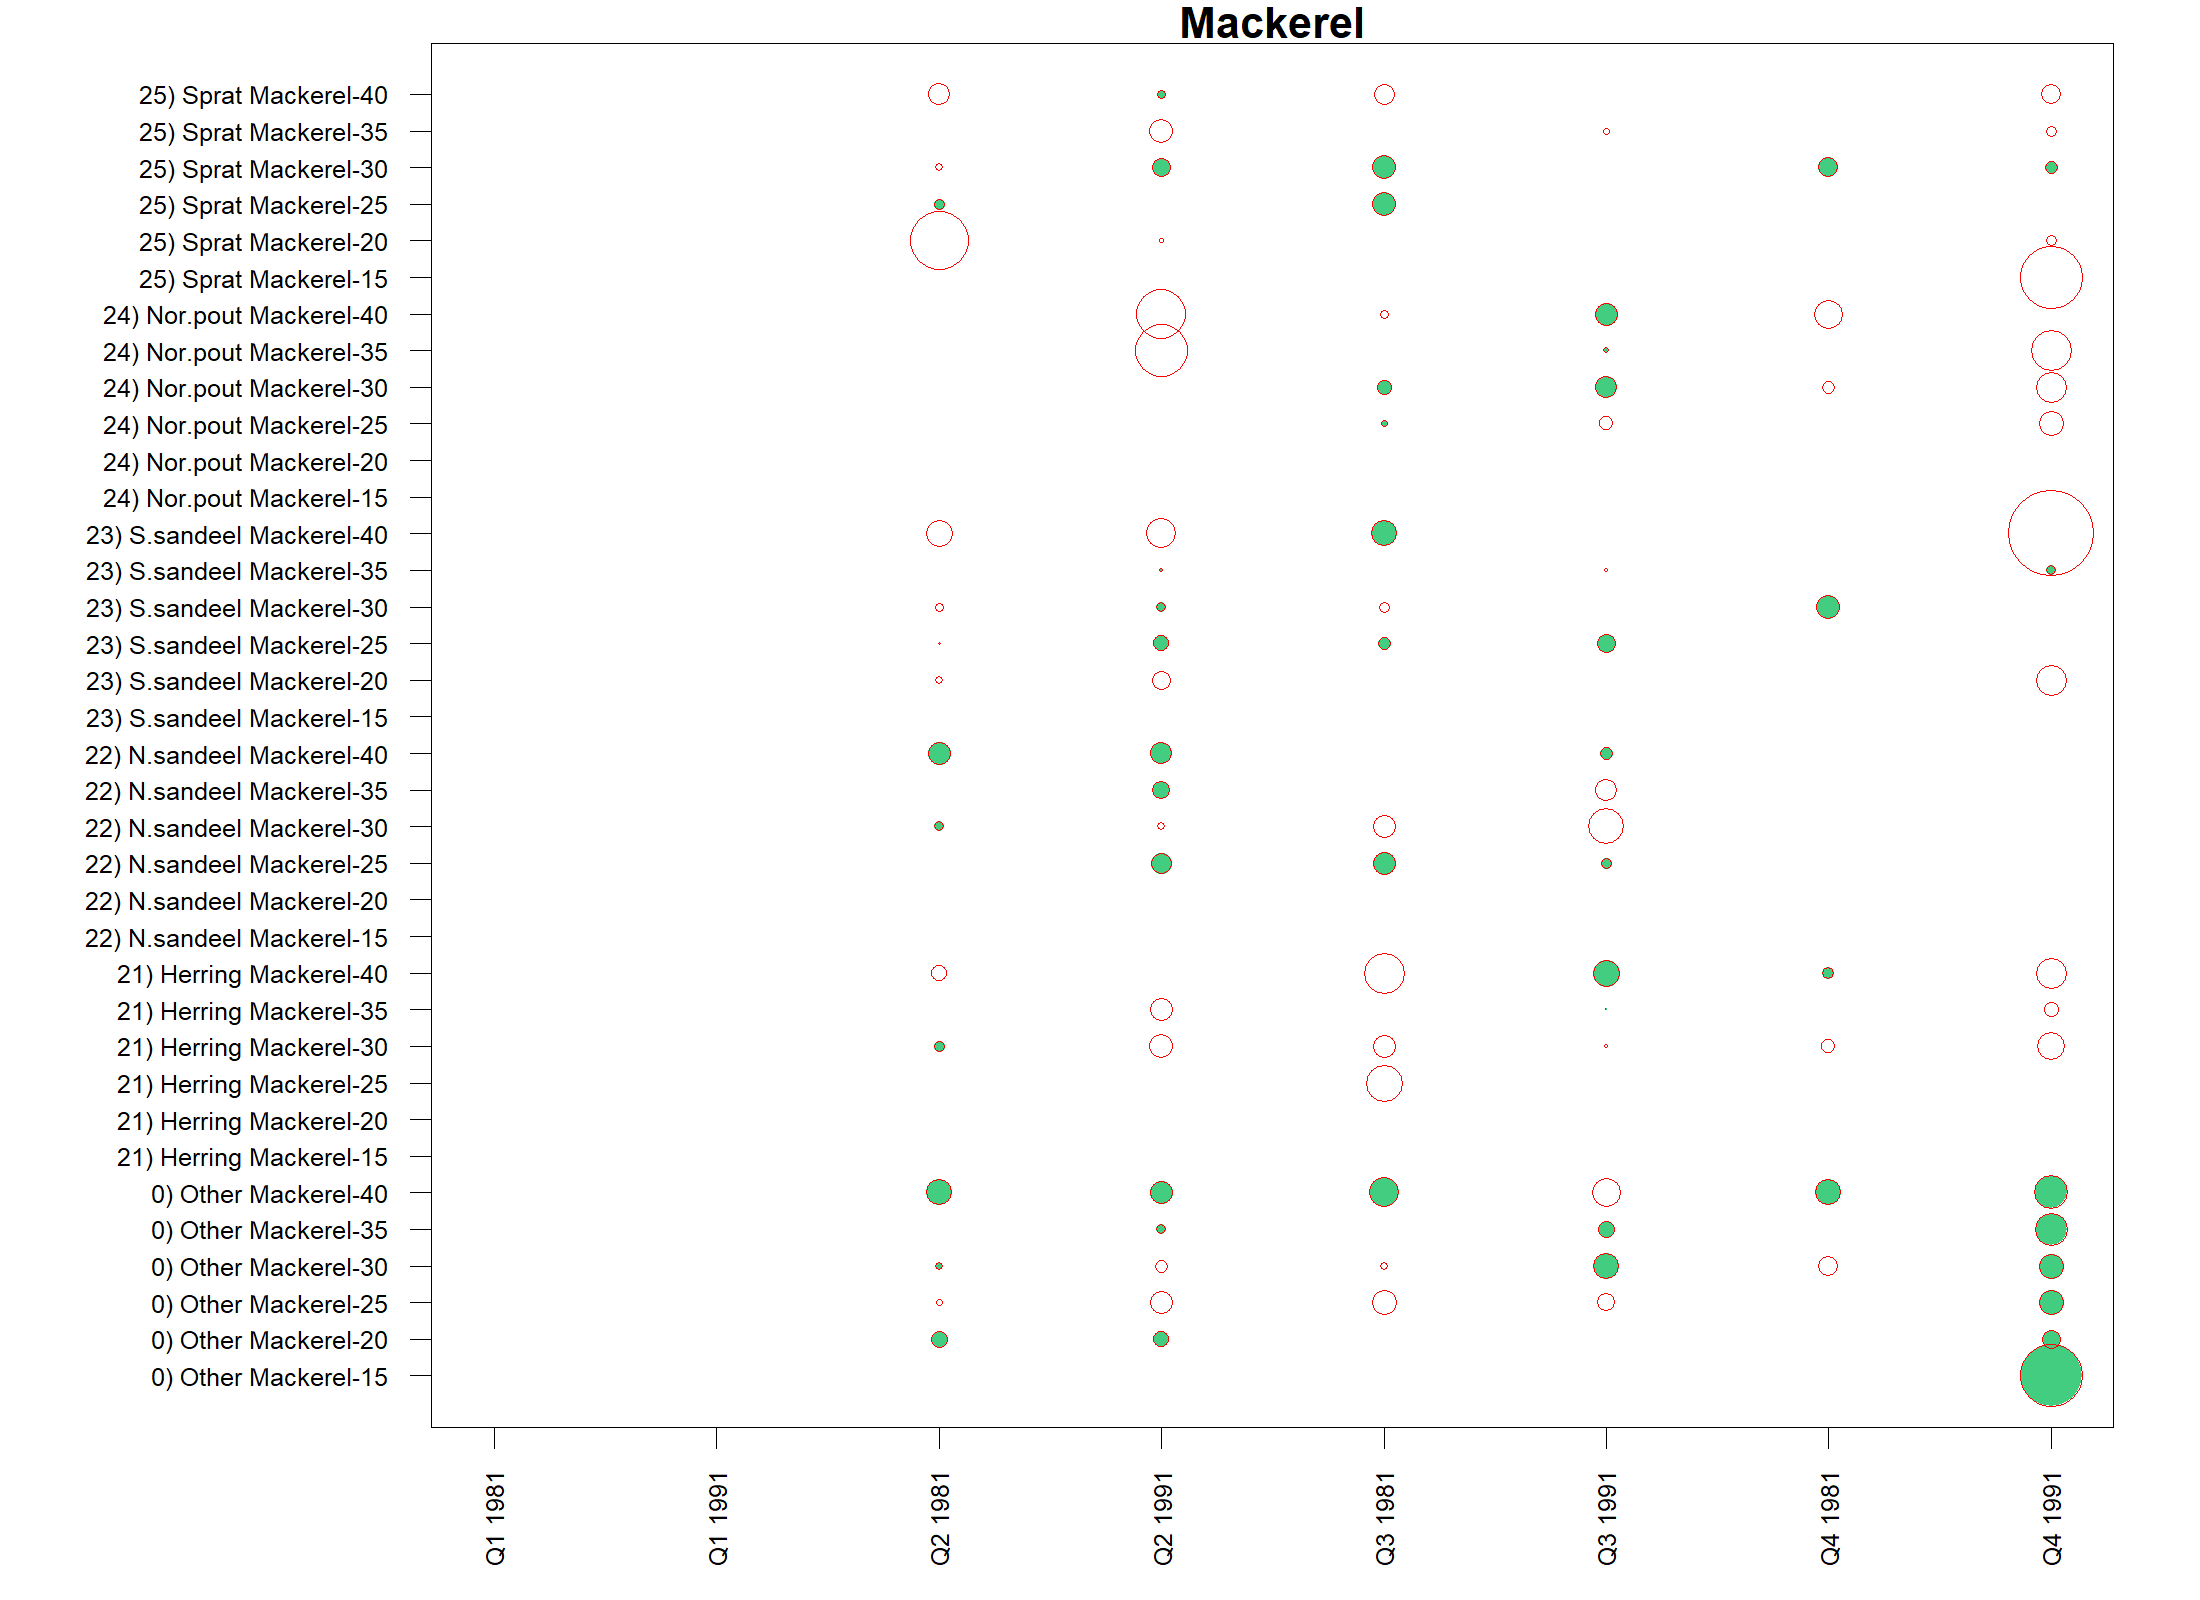 Mackerel
25) Sprat Mackerel-40
25) Sprat Mackerel-35
25) Sprat Mackerel-30
25) Sprat Mackerel-25
25) Sprat Mackerel-20
25) Sprat Mackerel-15
24) Nor.pout Mackerel-40
24) Nor.pout Mackerel-35
24) Nor.pout Mackerel-30
24) Nor.pout Mackerel-25
24) Nor.pout Mackerel-20
24) Nor.pout Mackerel-15
23) S.sandeel Mackerel-40
23) S.sandeel Mackerel-35
23) S.sandeel Mackerel-30
23) S.sandeel Mackerel-25
23) S.sandeel Mackerel-20
23) S.sandeel Mackerel-15
22) N.sandeel Mackerel-40
22) N.sandeel Mackerel-35
22) N.sandeel Mackerel-30
22) N.sandeel Mackerel-25
22) N.sandeel Mackerel-20
22) N.sandeel Mackerel-15
21) Herring Mackerel-40
21) Herring Mackerel-35
21) Herring Mackerel-30
21) Herring Mackerel-25
21) Herring Mackerel-20
21) Herring Mackerel-15
0) Other Mackerel-40
0) Other Mackerel-35
0) Other Mackerel-30
0) Other Mackerel-25
0) Other Mackerel-20
0) Other Mackerel-15
Q1 1981
Q1 1991
Q2 1981
Q2 1991
Q3 1981
Q3 1991
Q4 1981
Q4 1991